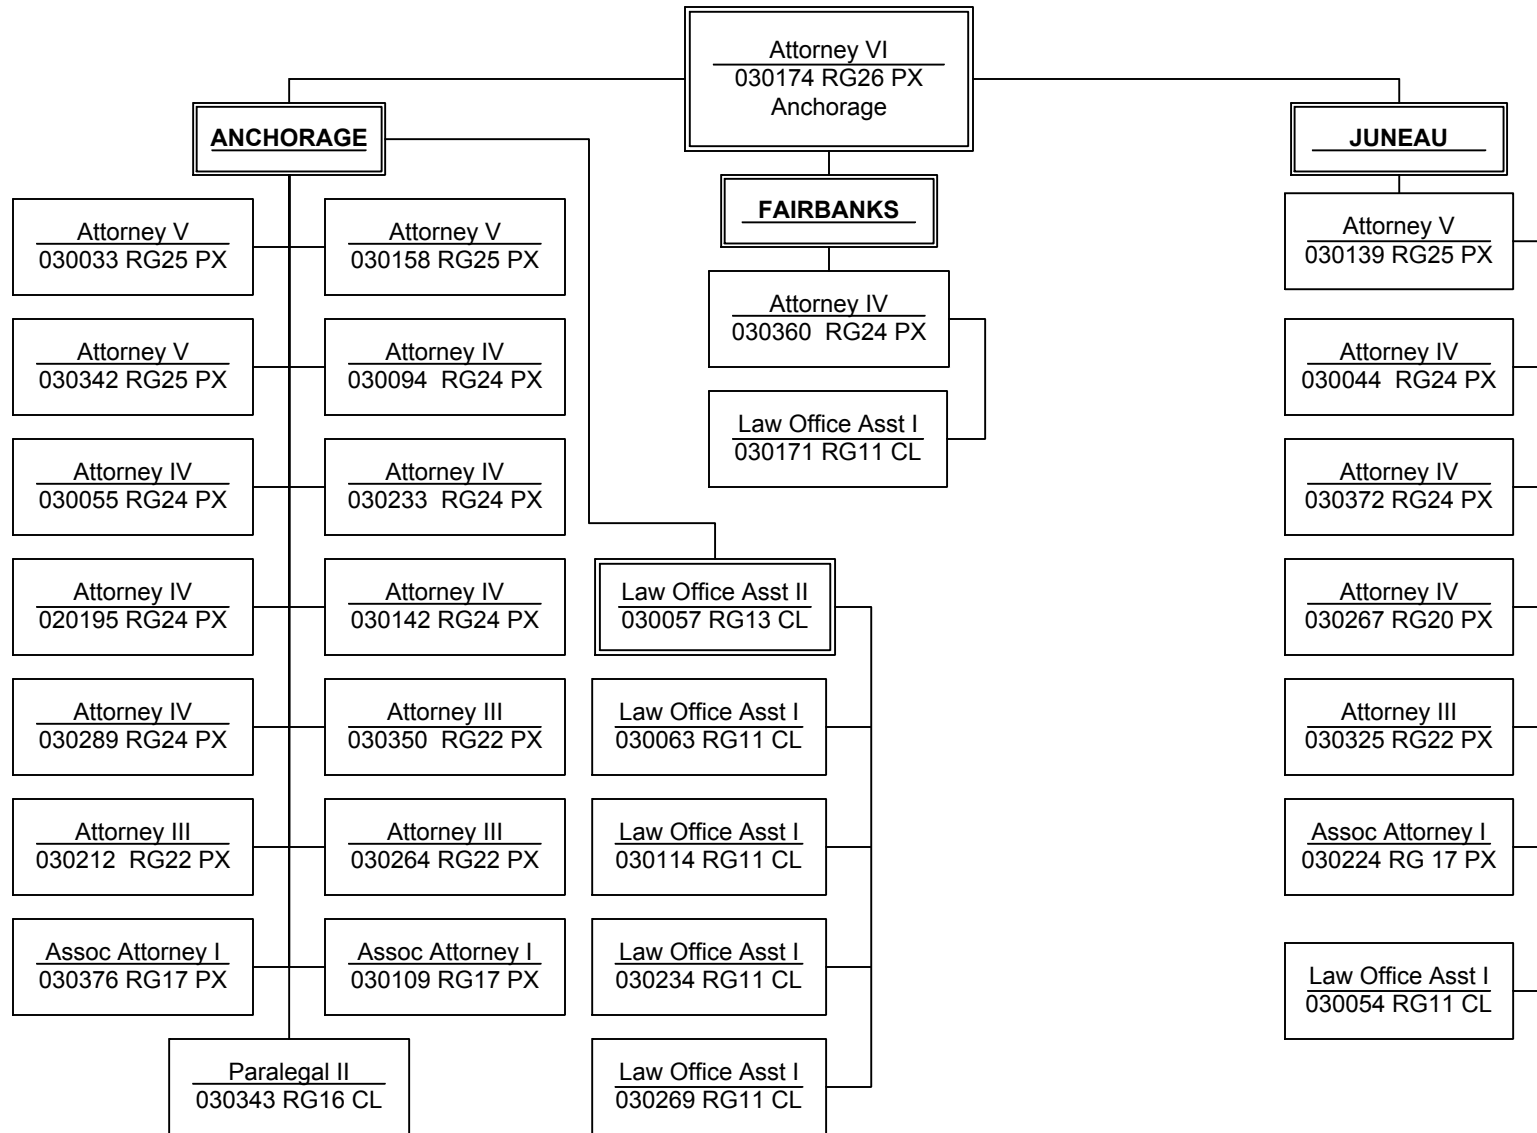 Attorney VI
030174 RG26 PX
Anchorage
ANCHORAGE
Attorney V
030033 RG25 PX
Attorney V
030158 RG25 PX
Attorney V
030342 RG25 PX
Attorney IV
030094 RG24 PX
Attorney IV
030055 RG24 PX
Attorney IV
030233 RG24 PX
Attorney IV
020195 RG24 PX
Attorney IV
030142 RG24 PX
Attorney IV
030289 RG24 PX
Attorney III
030350 RG22 PX
Attorney III
030212 RG22 PX
Attorney III
030264 RG22 PX
Assoc Attorney I
030376 RG17 PX
Assoc Attorney I
030109 RG17 PX
Paralegal II
030343 RG16 CL
Law Office Asst II
030057 RG13 CL
Law Office Asst I
030063 RG11 CL
Law Office Asst I
030114 RG11 CL
Law Office Asst I
030234 RG11 CL
Law Office Asst I
030269 RG11 CL
FAIRBANKS
Attorney IV
030360 RG24 PX
Law Office Asst I
030171 RG11 CL
JUNEAU
Attorney V
030139 RG25 PX
Attorney IV
030044 RG24 PX
Attorney IV
030372 RG24 PX
Attorney IV
030267 RG20 PX
Attorney III
030325 RG22 PX
Assoc Attorney I
030224 RG 17 PX
Law Office Asst I
030054 RG11 CL